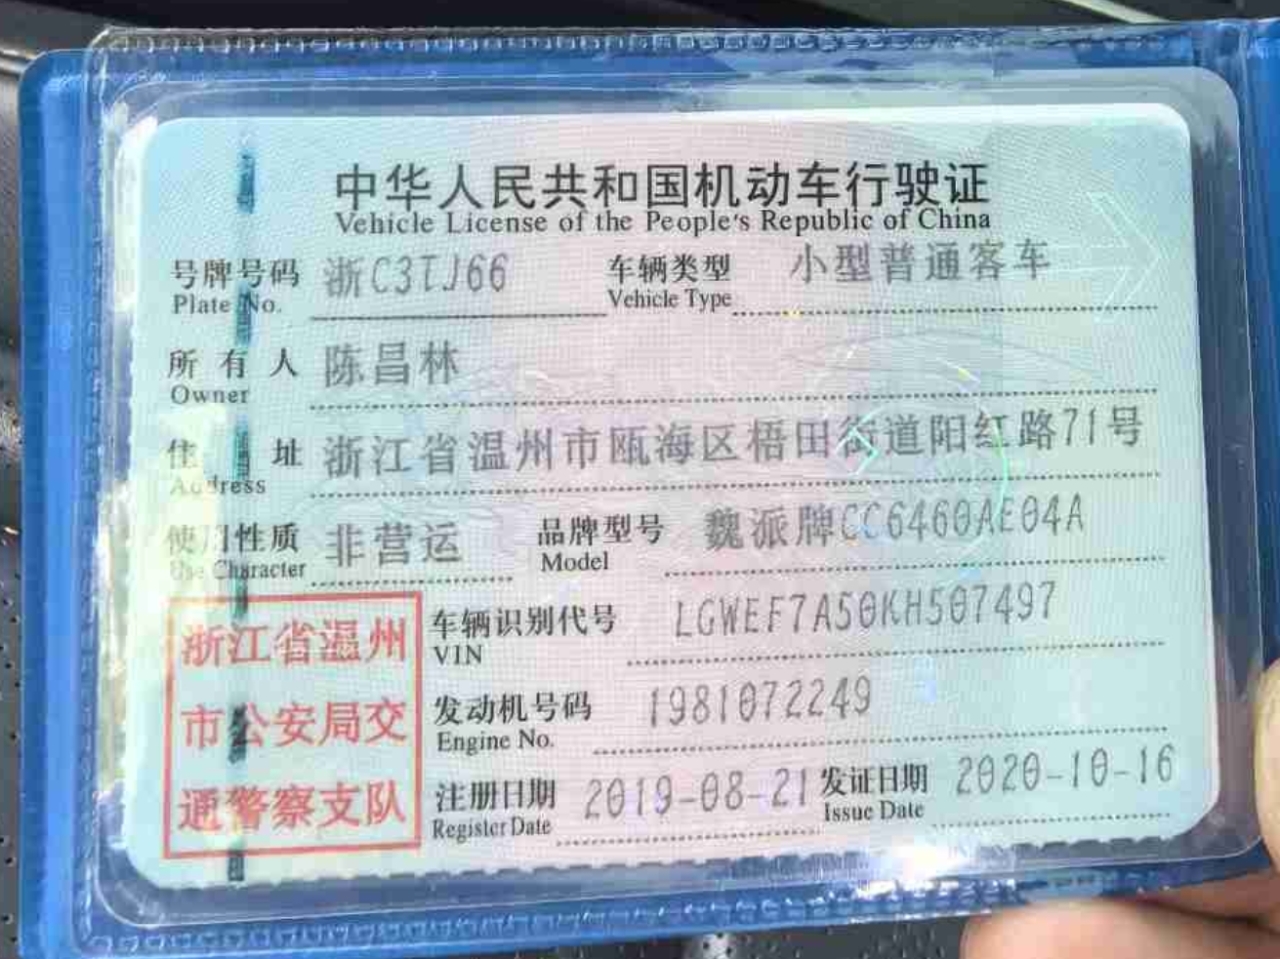 中华人民共和国机动车行驶证
Vehicle License of the People's Republic of China
号牌号码 浙C3TJ66 车辆类型 小型普通客车
Plate No. Vehicle Type
所有人 陈昌林
Owner
住址 浙江省温州市瓯海区梧田街道阳红路71号
Address
使用性质 非营运 品牌型号 魏派牌CC6460AE04A
Use Character Model
浙江省温州
市公安局交
通警察支队
车辆识别代号 LGWEF7A50KH507497
VIN
发动机号码 1981072249
Engine No.
注册日期 2019-08-21 发证日期 2020-10-16
Register Date Issue Date